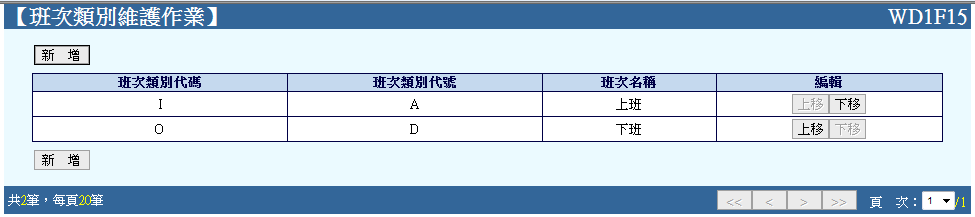 【班次類別維護作業】 WD1F15
新 增
班次類別代碼 班次類別代號 班次名稱 編輯
I A 上班 上移 下移
O D 下班 上移 下移
新 增
共2筆，每頁20筆 << < > >> 頁 次： 1 /1